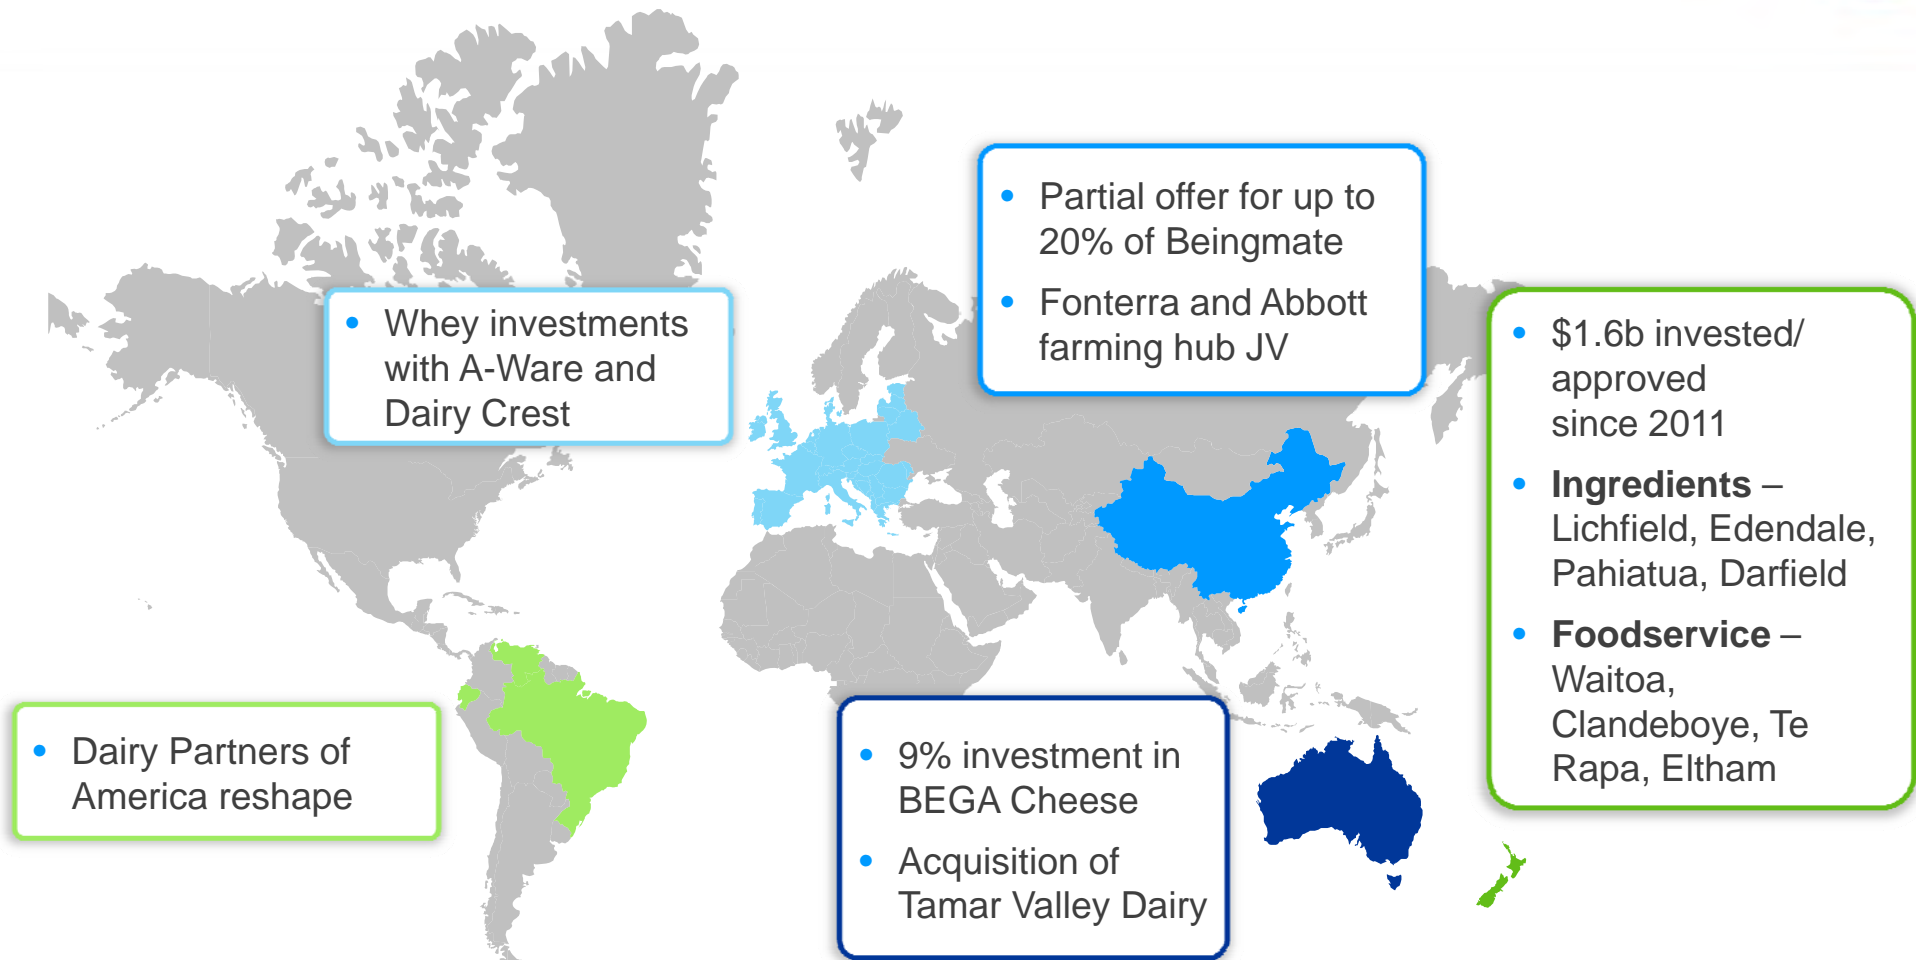 • Partial offer for up to
20% of Beingmate
• Fonterra and Abbott
farming hub JV
• Whey investments
with A-Ware and
Dairy Crest
• $1.6b invested/
approved
since 2011
• Ingredients –
Lichfield, Edendale,
Pahiatua, Darfield
• Foodservice –
Waitoa,
Clandeboye, Te
Rapa, Eltham
• Dairy Partners of
America reshape
• 9% investment in
BEGA Cheese
• Acquisition of
Tamar Valley Dairy